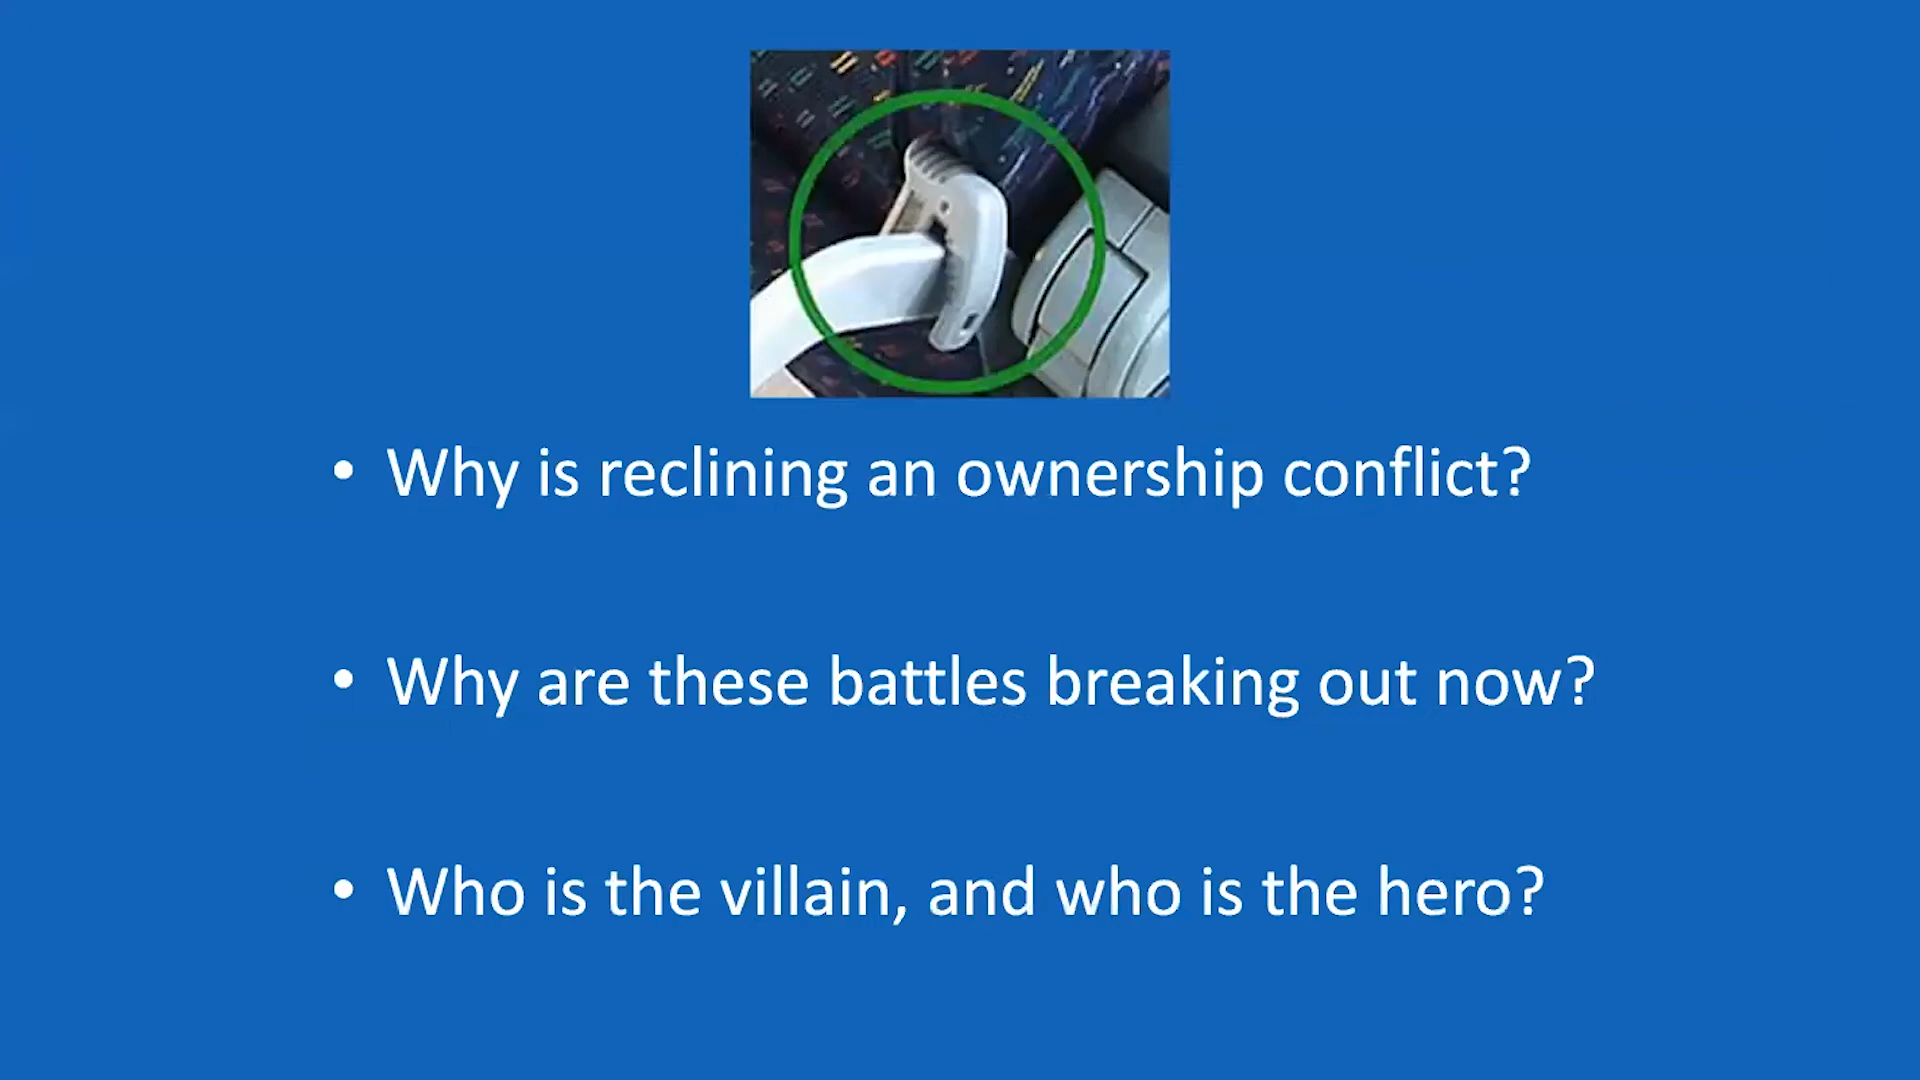 • Why is reclining an ownership conflict?
• Why are these battles breaking out now?
• Who is the villain, and who is the hero?